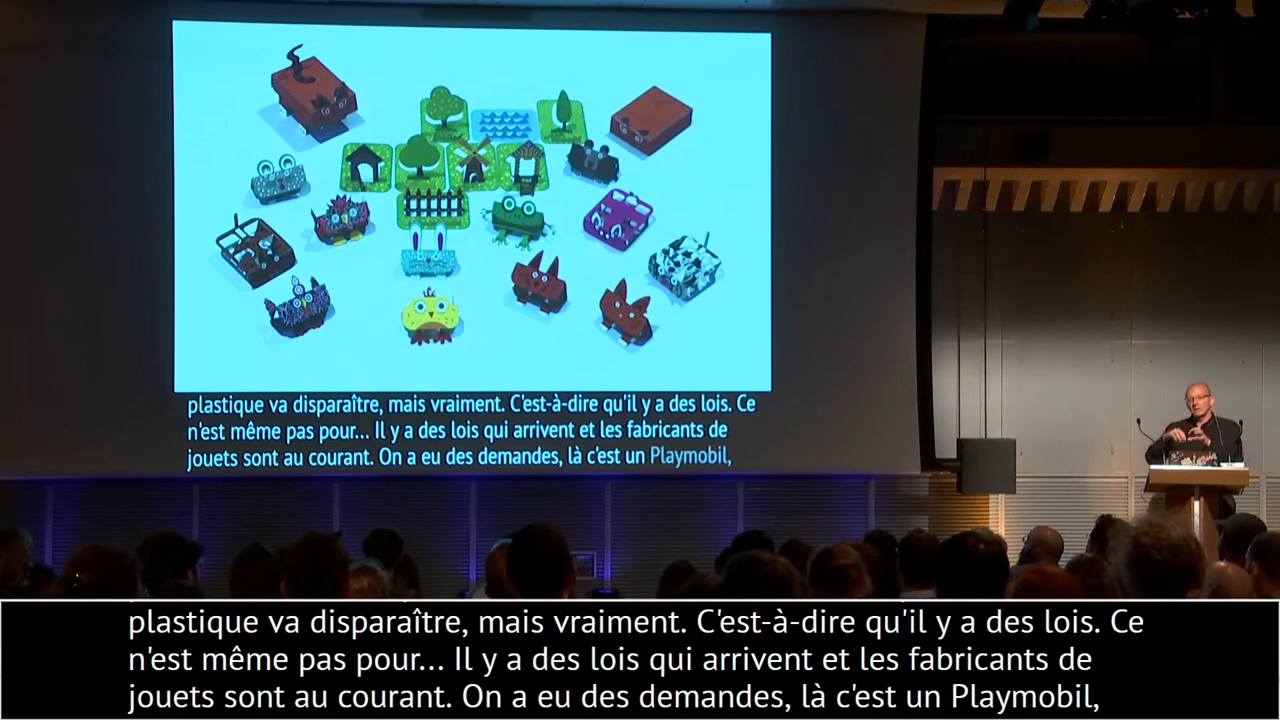 plastique va disparaître, mais vraiment. C'est-à-dire qu'il y a des lois. Ce
n'est même pas pour... Il y a des lois qui arrivent et les fabricants de
jouets sont au courant. On a eu des demandes, là c'est un Playmobil,
plastique va disparaître, mais vraiment. C'est-à-dire qu'il y a des lois. Ce
n'est même pas pour... Il y a des lois qui arrivent et les fabricants de
jouets sont au courant. On a eu des demandes, là c'est un Playmobil,